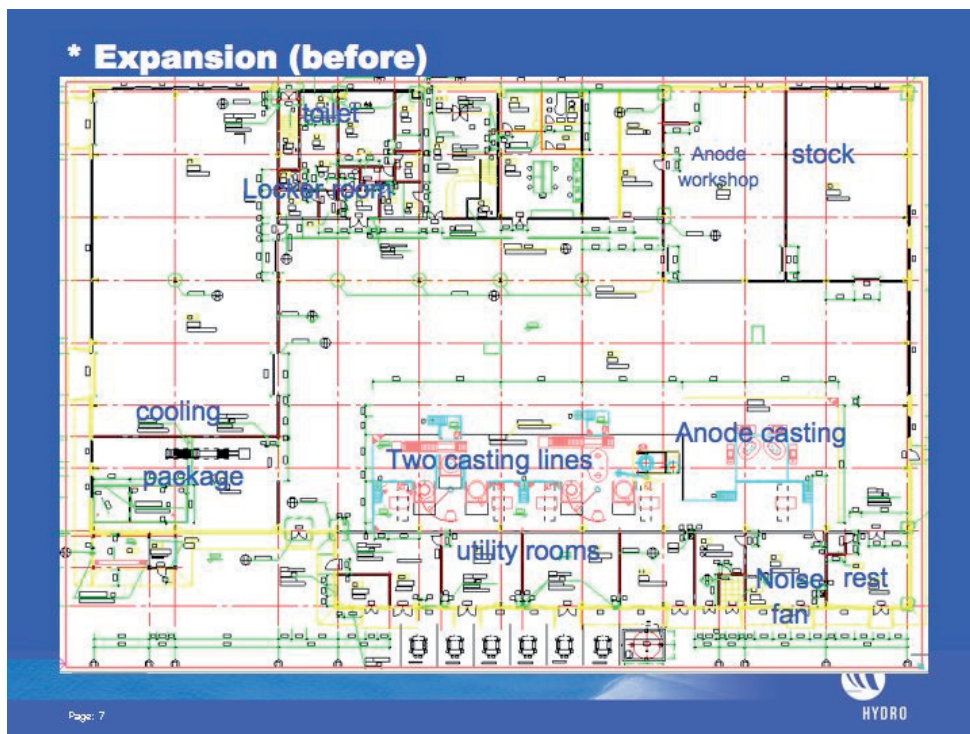 * Expansion (before)
toilet
Locker room
Anode
workshop
stock
cooling
package
Two casting lines
Anode casting
utility rooms
Noise
fan
rest
Page: 7
HYDRO